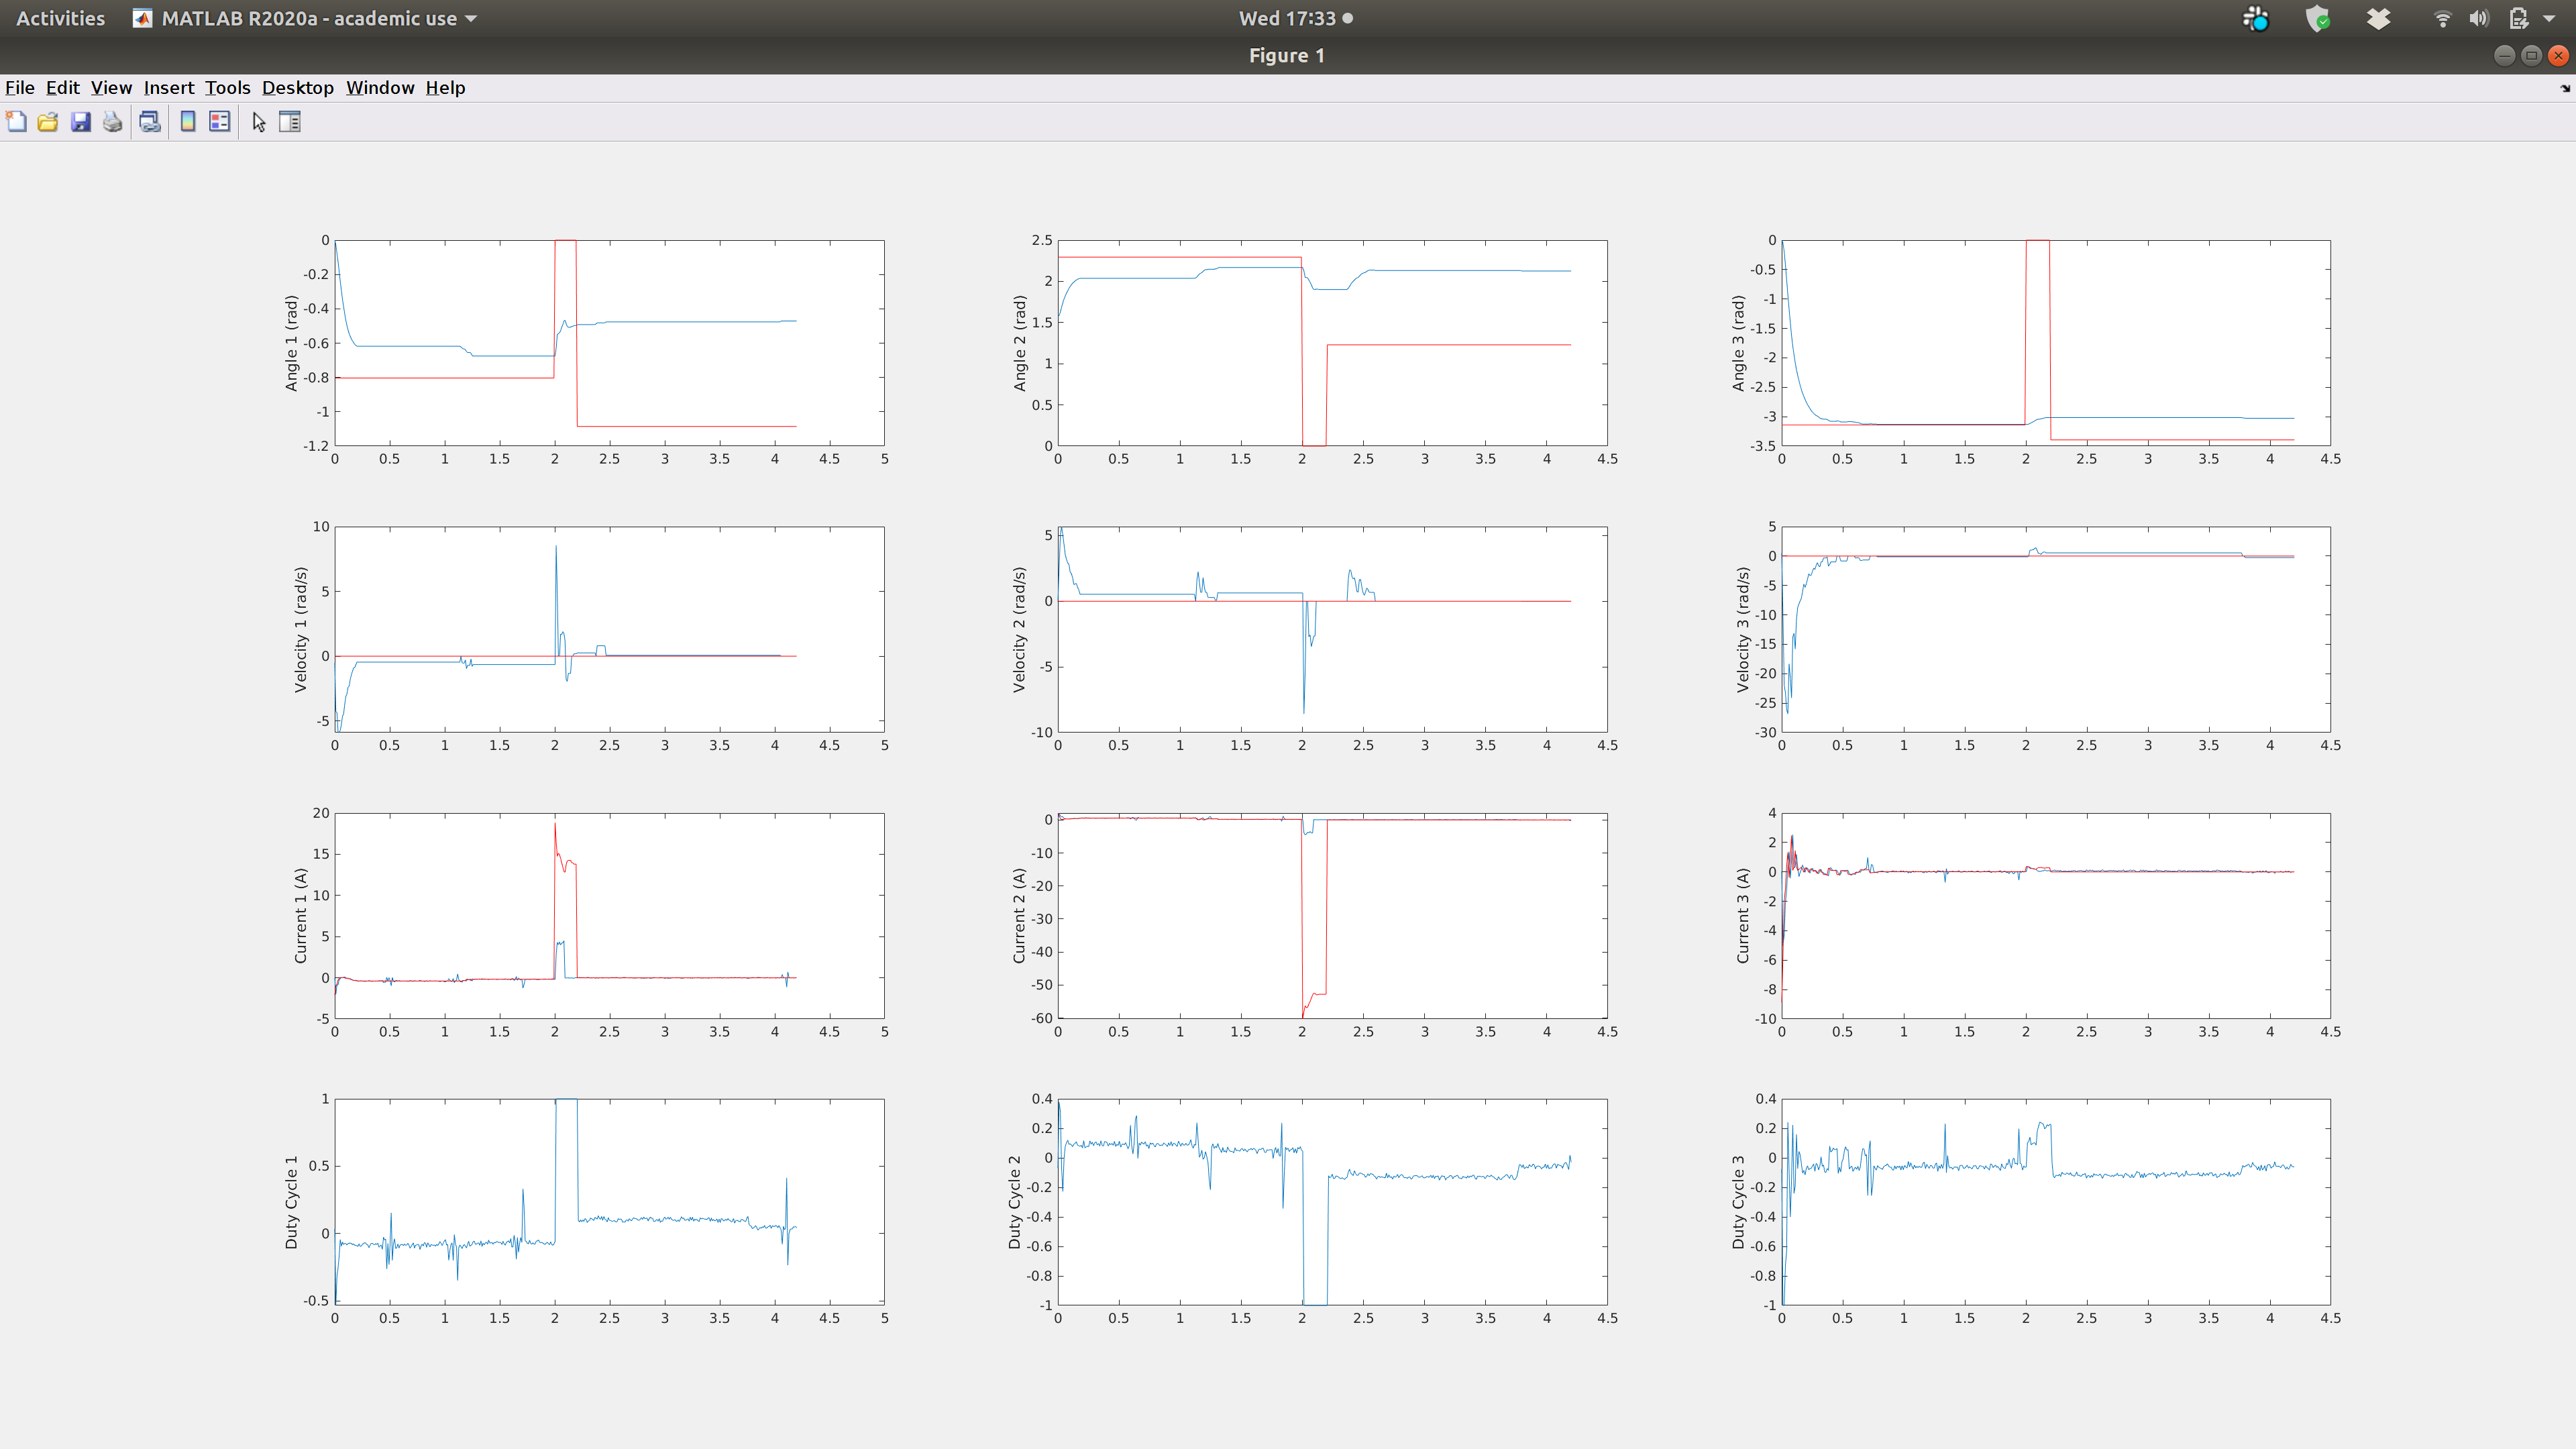 Activities MATLAB R2020a - academic use Wed 17:33
Figure 1
File Edit View Insert Tools Desktop Window Help
Angle 1 (rad)
0
-0.2
-0.4
-0.6
-0.8
-1
-1.2
0 0.5 1 1.5 2 2.5 3 3.5 4 4.5 5
Angle 2 (rad)
2.5
2
1.5
1
0.5
0
0 0.5 1 1.5 2 2.5 3 3.5 4 4.5
Angle 3 (rad)
0
-0.5
-1
-1.5
-2
-2.5
-3
-3.5
0 0.5 1 1.5 2 2.5 3 3.5 4 4.5
Velocity 1 (rad/s)
10
5
0
-5
0 0.5 1 1.5 2 2.5 3 3.5 4 4.5 5
Velocity 2 (rad/s)
5
0
-5
-10
0 0.5 1 1.5 2 2.5 3 3.5 4 4.5
Velocity 3 (rad/s)
5
0
-5
-10
-15
-20
-25
-30
0 0.5 1 1.5 2 2.5 3 3.5 4 4.5
Current 1 (A)
20
15
10
5
0
-5
0 0.5 1 1.5 2 2.5 3 3.5 4 4.5 5
Current 2 (A)
0
-10
-20
-30
-40
-50
-60
0 0.5 1 1.5 2 2.5 3 3.5 4 4.5
Current 3 (A)
4
2
0
-2
-4
-6
-8
-10
0 0.5 1 1.5 2 2.5 3 3.5 4 4.5
Duty Cycle 1
1
0.5
0
-0.5
0 0.5 1 1.5 2 2.5 3 3.5 4 4.5 5
Duty Cycle 2
0.4
0.2
0
-0.2
-0.4
-0.6
-0.8
-1
0 0.5 1 1.5 2 2.5 3 3.5 4 4.5
Duty Cycle 3
0.4
0.2
0
-0.2
-0.4
-0.6
-0.8
-1
0 0.5 1 1.5 2 2.5 3 3.5 4 4.5